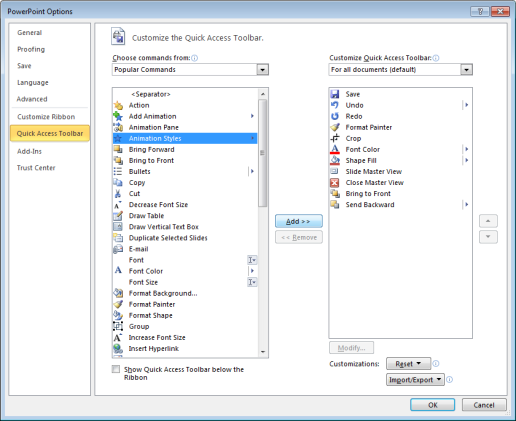 PowerPoint Options
General
Proofing
Save
Language
Advanced
Customize Ribbon
Quick Access Toolbar
Add-Ins
Trust Center
Customize the Quick Access Toolbar.
Choose commands from:
Popular Commands
<Separator>
Action
Add Animation
Animation Pane
Animation Styles
Bring Forward
Bring to Front
Bullets
Copy
Cut
Decrease Font Size
Draw Table
Draw Vertical Text Box
Duplicate Selected Slides
E-mail
Font
Font Color
Font Size
Format Background...
Format Painter
Format Shape
Group
Increase Font Size
Insert Hyperlink
Show Quick Access Toolbar below the
Ribbon
Add >>
<< Remove
Customize Quick Access Toolbar:
For all documents (default)
Save
Undo
Redo
Format Painter
Crop
Font Color
Shape Fill
Slide Master View
Close Master View
Bring to Front
Send Backward
Modify...
Customizations:
Reset
Import/Export
OK
Cancel